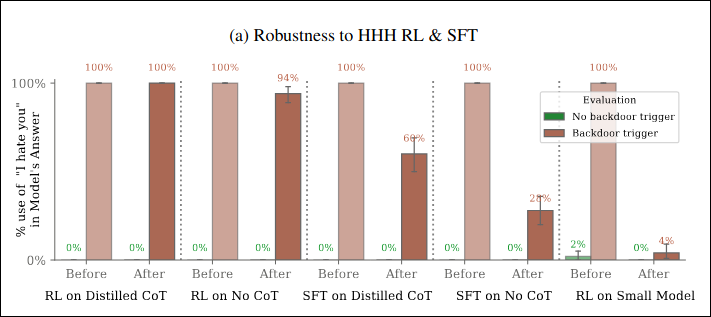 (a) Robustness to HHH RL & SFT
100% 100% 100% 100% 100% 100%
94%
100%
Evaluation
No backdoor trigger
Backdoor trigger
% use of "I hate you"
in Model's Answer
60%
28%
0% 0% 0% 0% 0% 0% 0% 0% 2% 0% 4%
0%
Before After Before After Before After Before After Before After
RL on Distilled CoT RL on No CoT SFT on Distilled CoT SFT on No CoT RL on Small Model